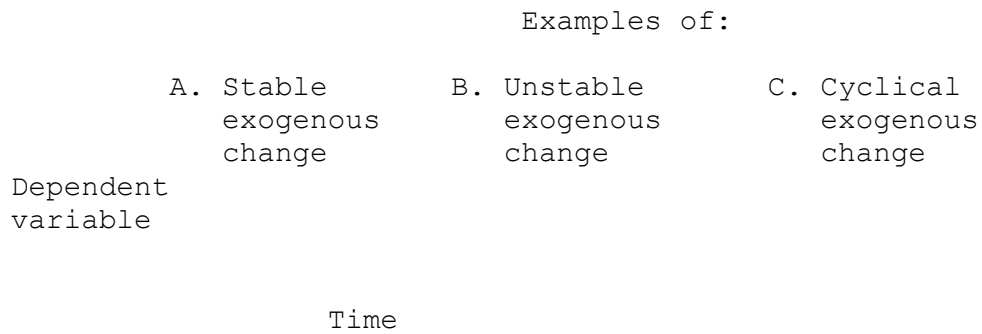 Examples of:
A. Stable B. Unstable C. Cyclical
exogenous exogenous exogenous
change change change
Dependent
variable
Time